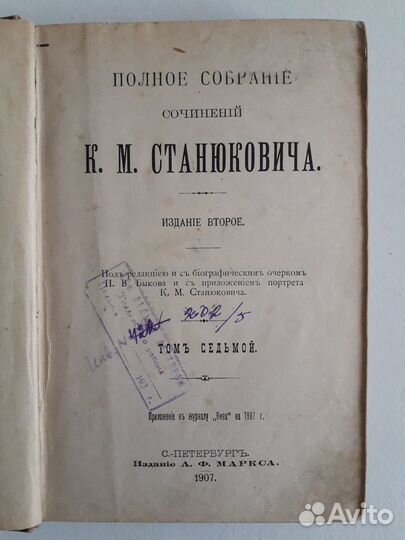 ПОЛНОЕ СОБРАНІЕ
СОЧИНЕНІЙ
К. М. СТАНЮКОВИЧА.
ИЗДАНІЕ ВТОРОЕ.
Подъ редакціею и съ біографическимъ очеркомъ
П. В. Быкова и съ приложеніемъ портрета
К. М. Станюковича.
ТОМЪ СЕДЬМОЙ.
Приложеніе къ журналу „Нива“ на 1907 г.
С.-ПЕТЕРБУРГЪ.
Изданіе А. Ф. МАРКСА.
1907.
Avito